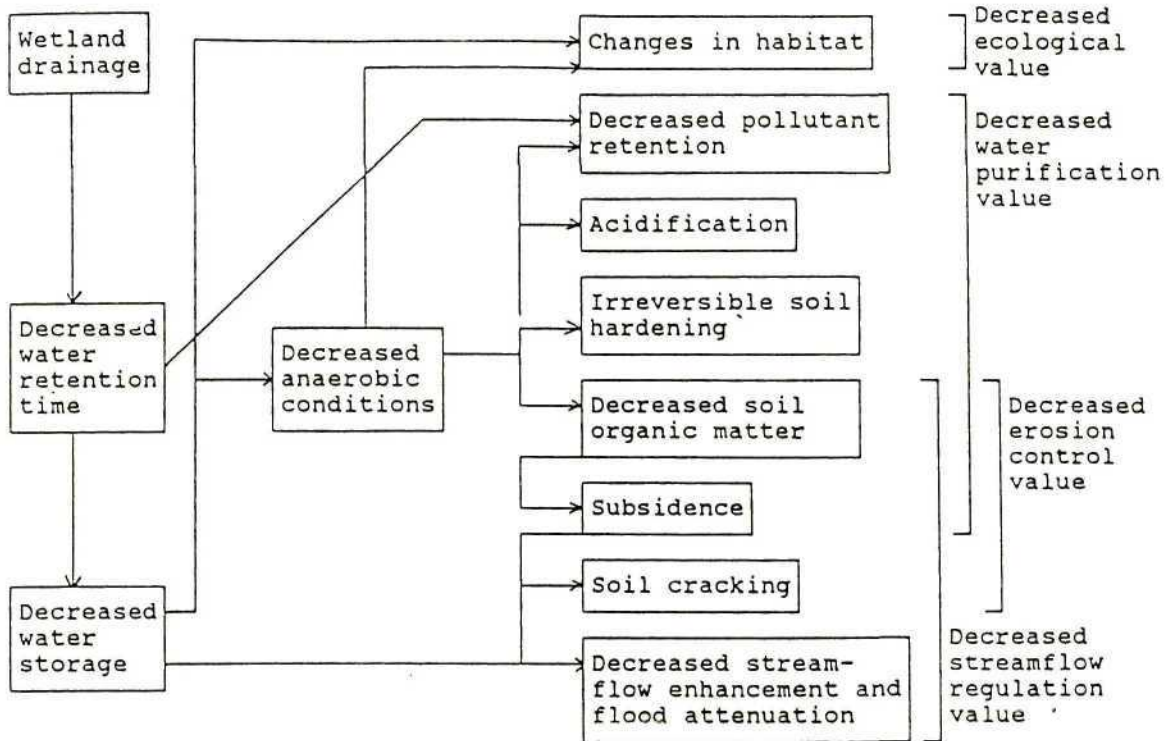 Wetland
drainage
Decreased
water
retention
time
Decreased
water
storage
Decreased
anaerobic
conditions
Changes in habitat
Decreased pollutant
retention
Acidification
Irreversible soil
hardening
Decreased soil
organic matter
Subsidence
Soil cracking
Decreased stream-
flow enhancement and
flood attenuation
Decreased
ecological
value
Decreased
water
purification
value
Decreased
erosion
control
value
Decreased
streamflow
regulation
value